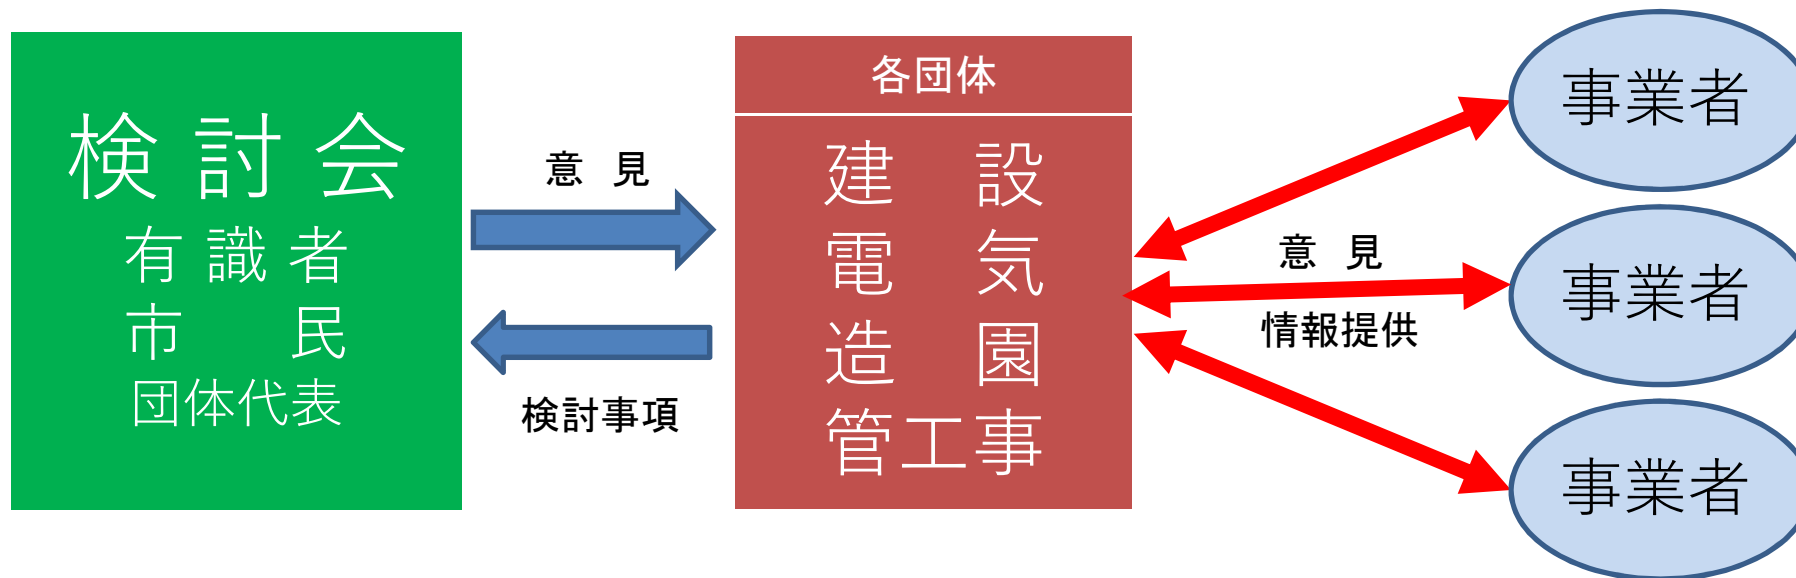 検 討 会
有 識 者
市 民
団体代表
意 見
検討事項
各団体
建 設
電 気
造 園
管工事
意 見
情報提供
事業者
事業者
事業者